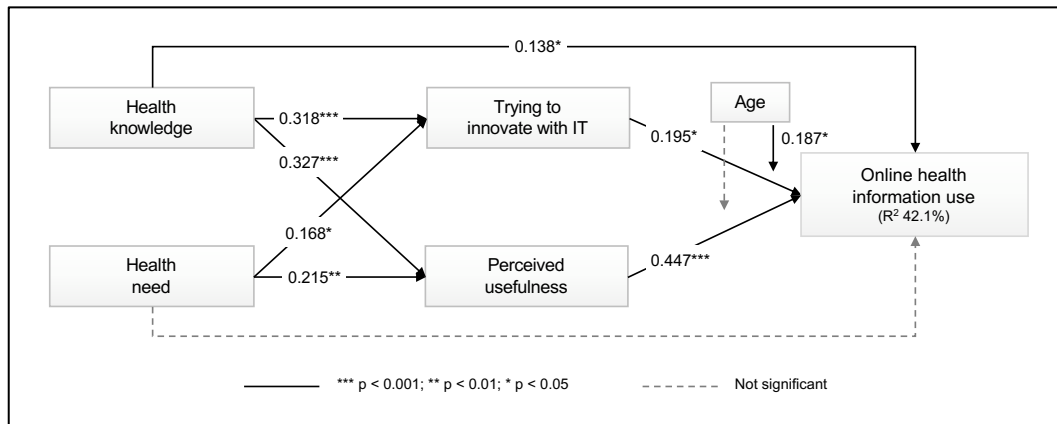 0.138*
Health
knowledge
0.318***
Trying to
innovate with IT
Age
0.195*
0.187*
0.327***
Online health
information use
(R² 42.1%)
0.168*
Health
need
0.215**
Perceived
usefulness
0.447***
*** p < 0.001; ** p < 0.01; * p < 0.05
Not significant